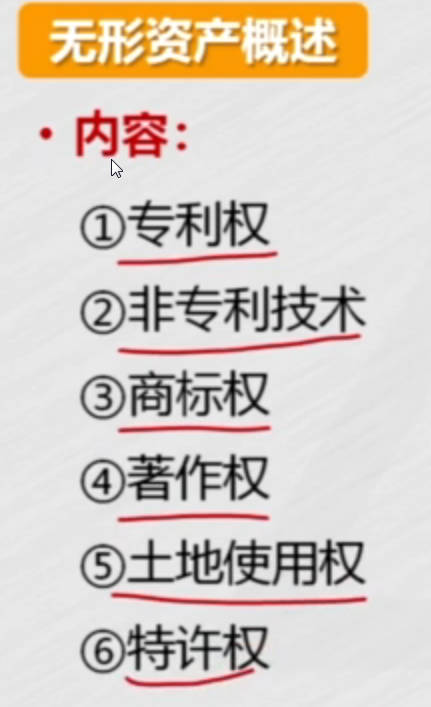 无形资产概述
• 内容：
①专利权
②非专利技术
③商标权
④著作权
⑤土地使用权
⑥特许权